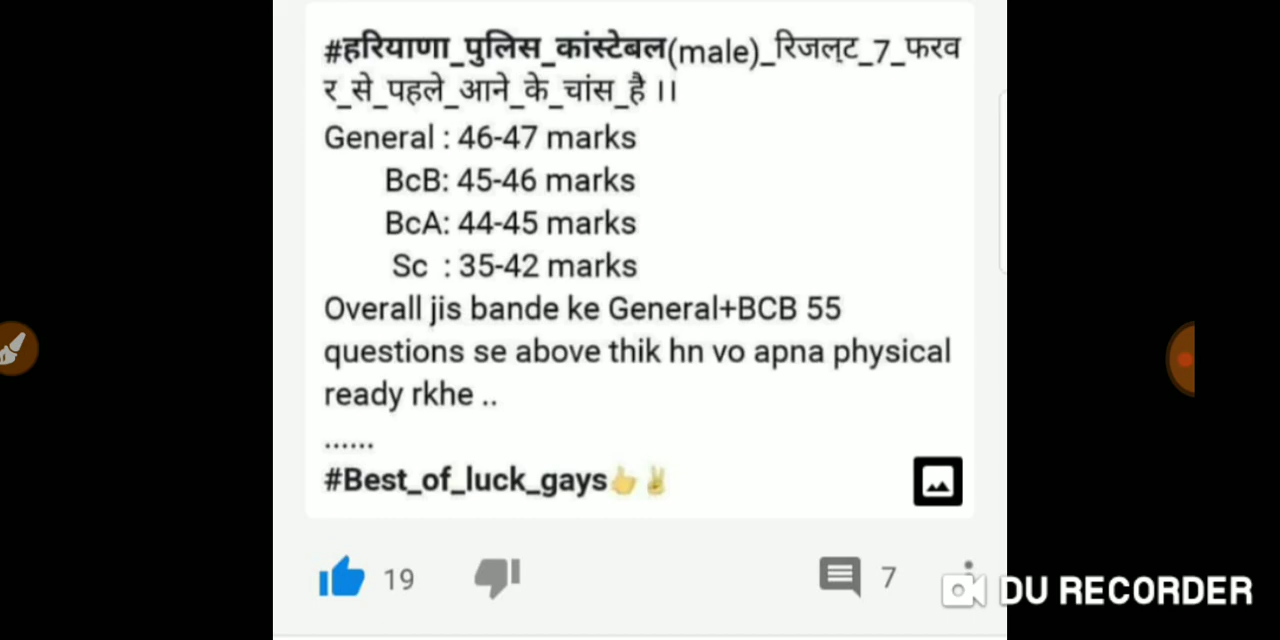 #हरियाणा_पुलिस_कांस्टेबल(male)_रिजल्ट_7_फरव
र_से_पहले_आने_के_चांस_है ।।
General : 46-47 marks
BcB: 45-46 marks
BcA: 44-45 marks
Sc : 35-42 marks
Overall jis bande ke General+BCB 55
questions se above thik hn vo apna physical
ready rkhe ..
......
#Best_of_luck_gays👍✌
19
7
DU RECORDER